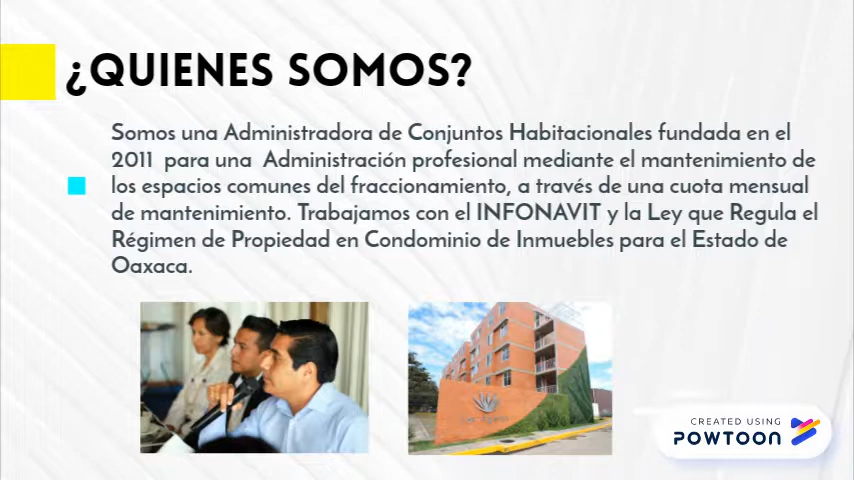 ¿QUIENES SOMOS?
Somos una Administradora de Conjuntos Habitacionales fundada en el
2011 para una Administración profesional mediante el mantenimiento de
los espacios comunes del fraccionamiento, a través de una cuota mensual
de mantenimiento. Trabajamos con el INFONAVIT y la Ley que Regula el
Régimen de Propiedad en Condominio de Inmuebles para el Estado de
Oaxaca.
CREATED USING
POWTOON